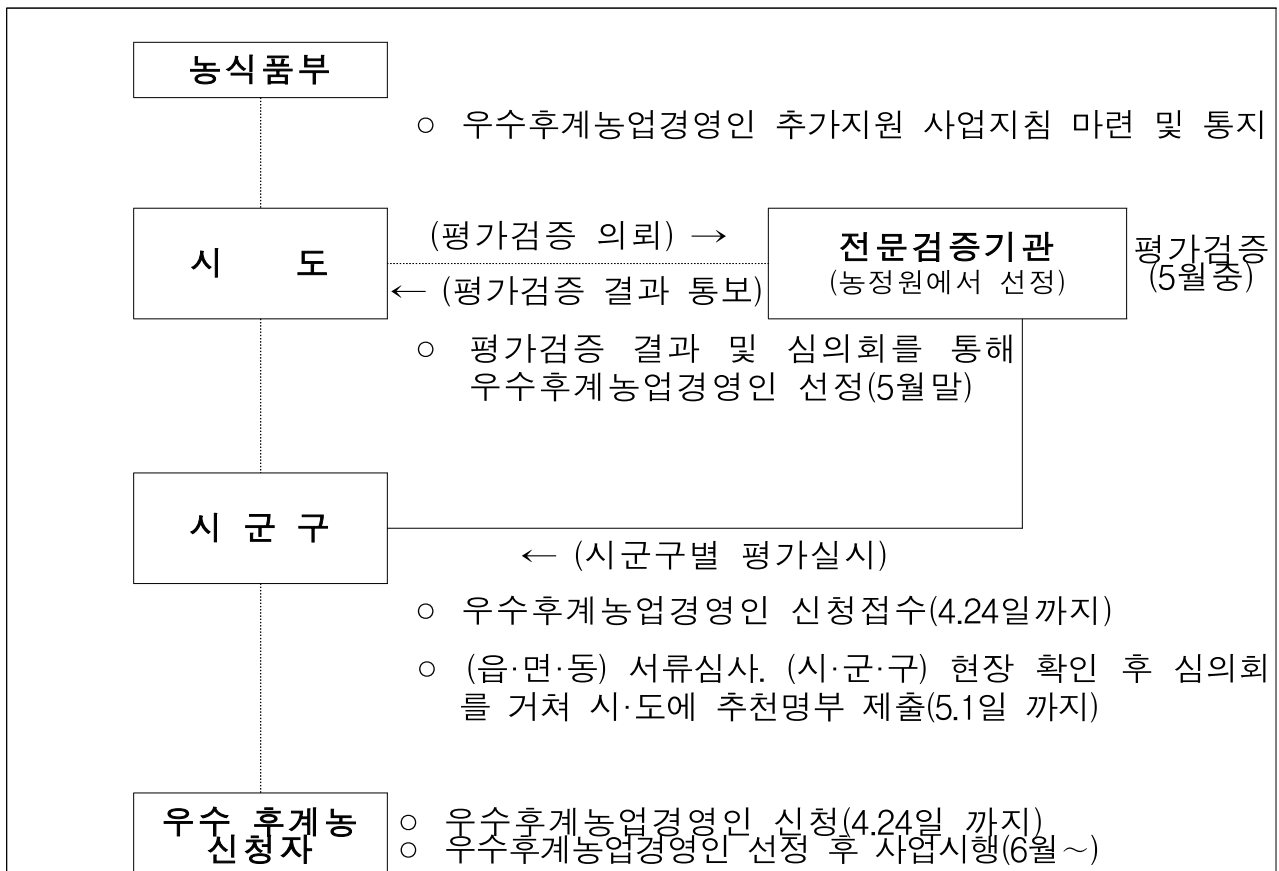 농식품부
○ 우수후계농업경영인 추가지원 사업지침 마련 및 통지
시 도
(평가검증 의뢰) →
← (평가검증 결과 통보)
전문검증기관
(농정원에서 선정)
평가검증
(5월중)
○ 평가검증 결과 및 심의회를 통해
우수후계농업경영인 선정(5월말)
시 군 구
← (시군구별 평가실시)
○ 우수후계농업경영인 신청접수(4.24일까지)
○ (읍·면·동) 서류심사. (시·군·구) 현장 확인 후 심의회
를 거쳐 시·도에 추천명부 제출(5.1일 까지)
우수 후계농
신청자
○ 우수후계농업경영인 신청(4.24일 까지)
○ 우수후계농업경영인 선정 후 사업시행(6월～)